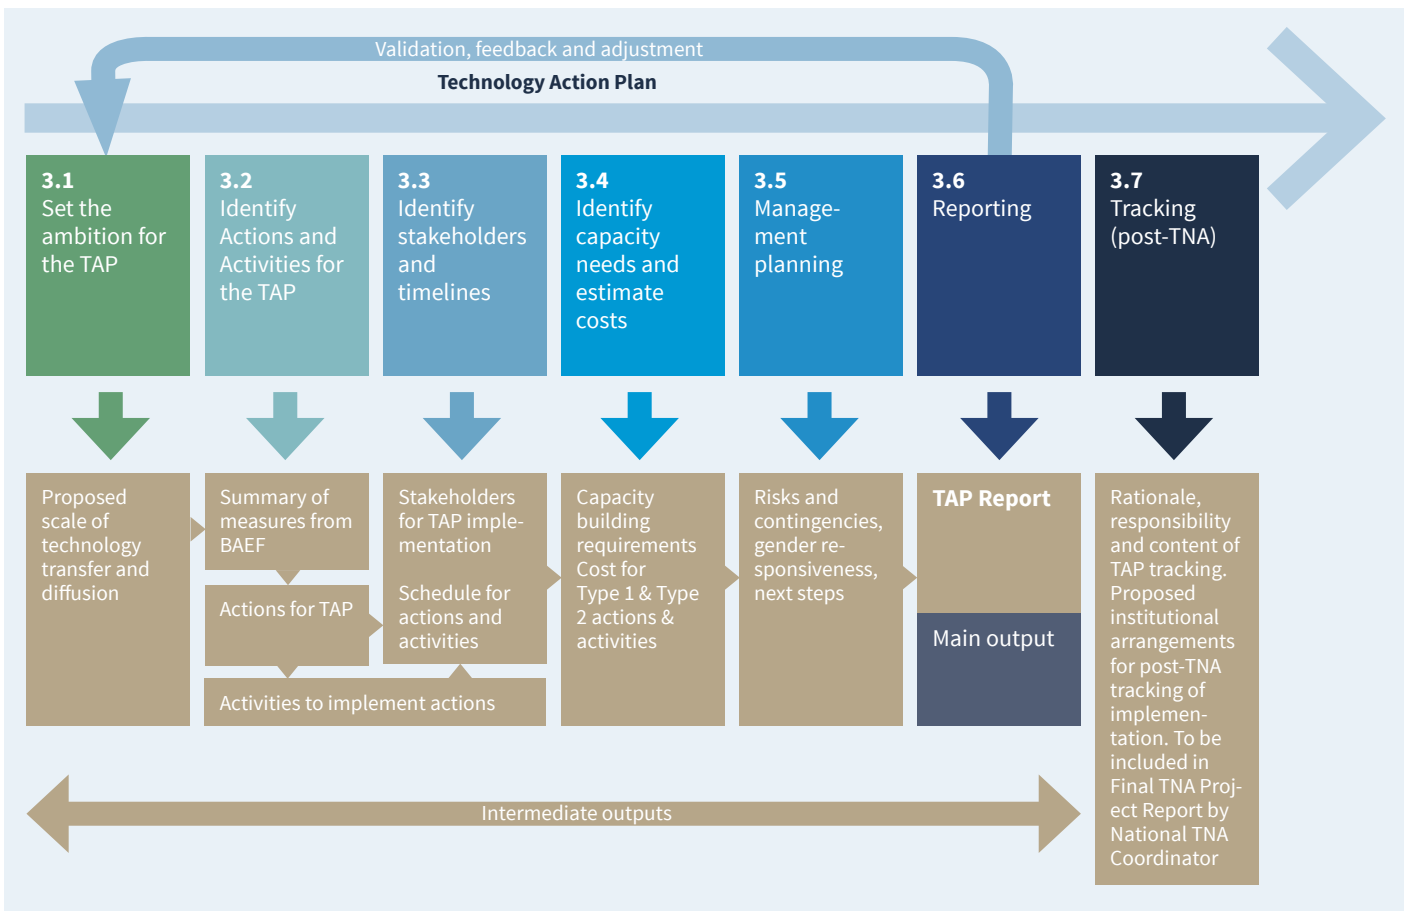 Validation, feedback and adjustment
Technology Action Plan
3.1
Set the
ambition for
the TAP
3.2
Identify
Actions and
Activities for
the TAP
3.3
Identify
stakeholders
and
timelines
3.4
Identify
capacity
needs and
estimate
costs
3.5
Manage-
ment
planning
3.6
Reporting
3.7
Tracking
(post-TNA)
Proposed
scale of
technology
transfer and
diffusion
Summary of
measures from
BAEF
Actions for TAP
Activities to implement actions
Stakeholders
for TAP imple-
mentation
Schedule for
actions and
activities
Capacity
building
requirements
Cost for
Type 1 & Type
2 actions &
activities
Risks and
contingencies,
gender re-
sponsiveness,
next steps
TAP Report
Main output
Rationale,
responsibility
and content of
TAP tracking.
Proposed
institutional
arrangements
for post-TNA
tracking of
implemen-
tation. To be
included in
Final TNA Proj-
ect Report by
National TNA
Coordinator
Intermediate outputs